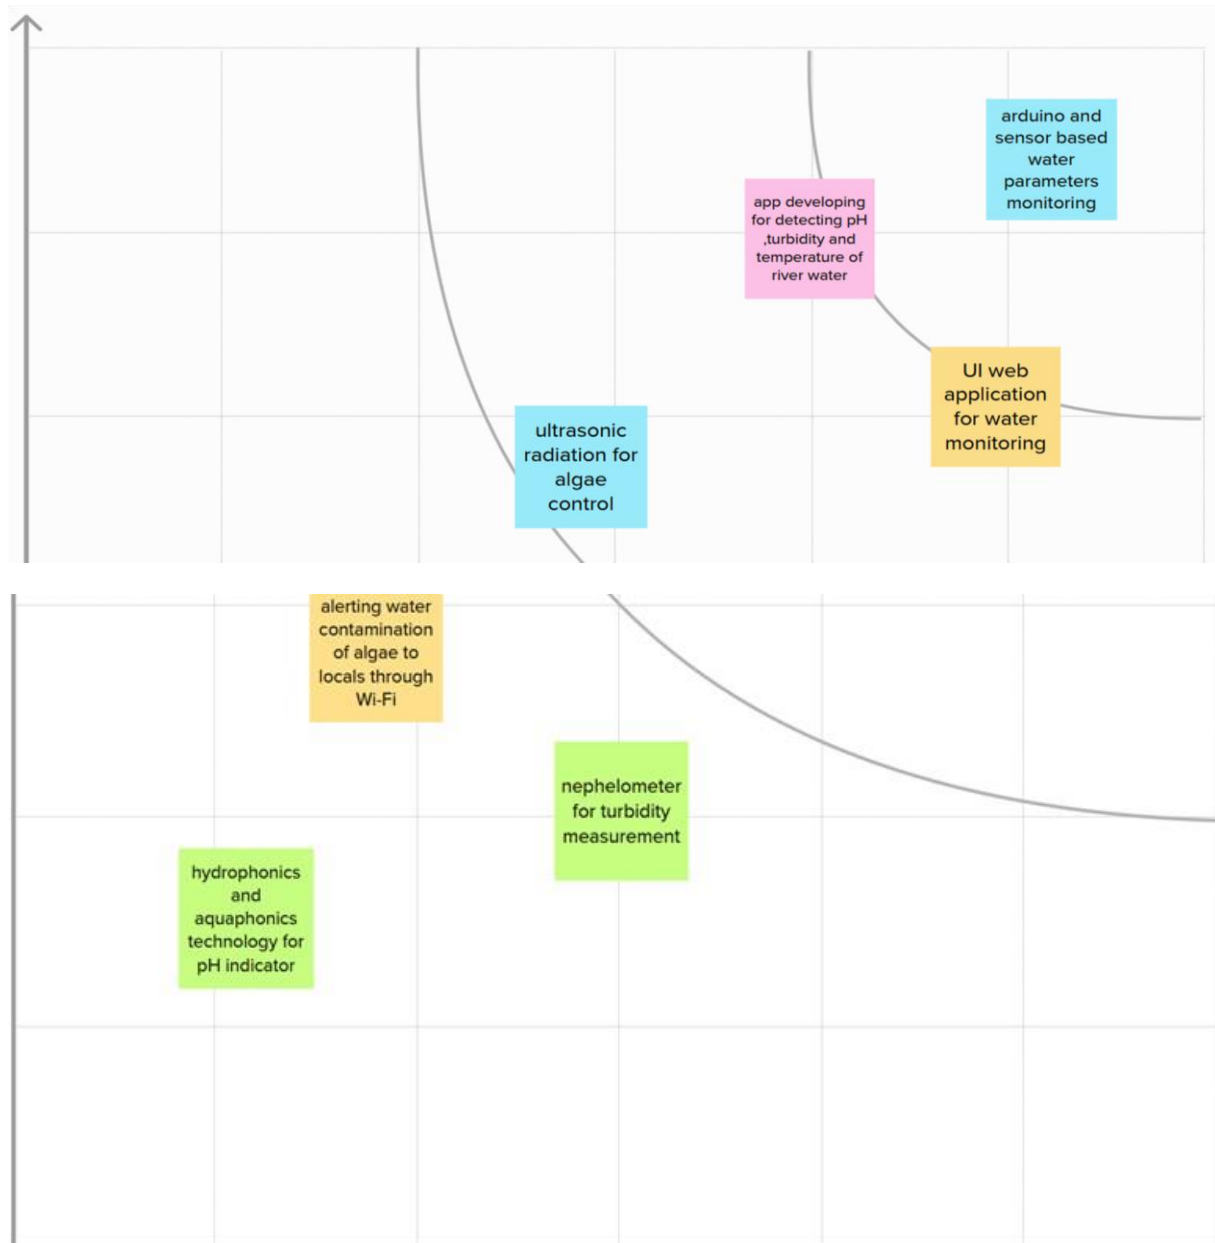 arduino and
sensor based
water
parameters
monitoring
app developing
for detecting pH
,turbidity and
temperature of
river water
UI web
application
for water
monitoring
ultrasonic
radiation for
algae
control
alerting water
contamination
of algae to
locals through
Wi-Fi
nephelometer
for turbidity
measurement
hydrophonics
and
aquaphonics
technology for
pH indicator